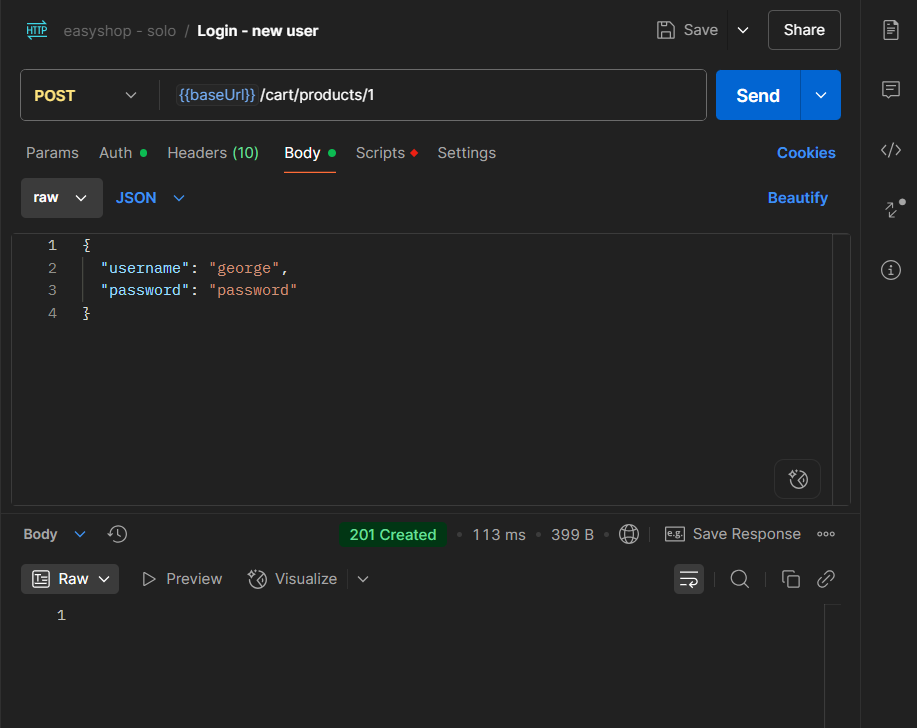 HTTP easyshop - solo / Login - new user Save Share
POST {{baseUrl}} /cart/products/1 Send
Params Auth Headers (10) Body Scripts Settings Cookies
raw JSON Beautify
1 {
2 "username": "george",
3 "password": "password"
4 }
Body 201 Created • 113 ms • 399 B • e.g. Save Response
Raw Preview Visualize
1